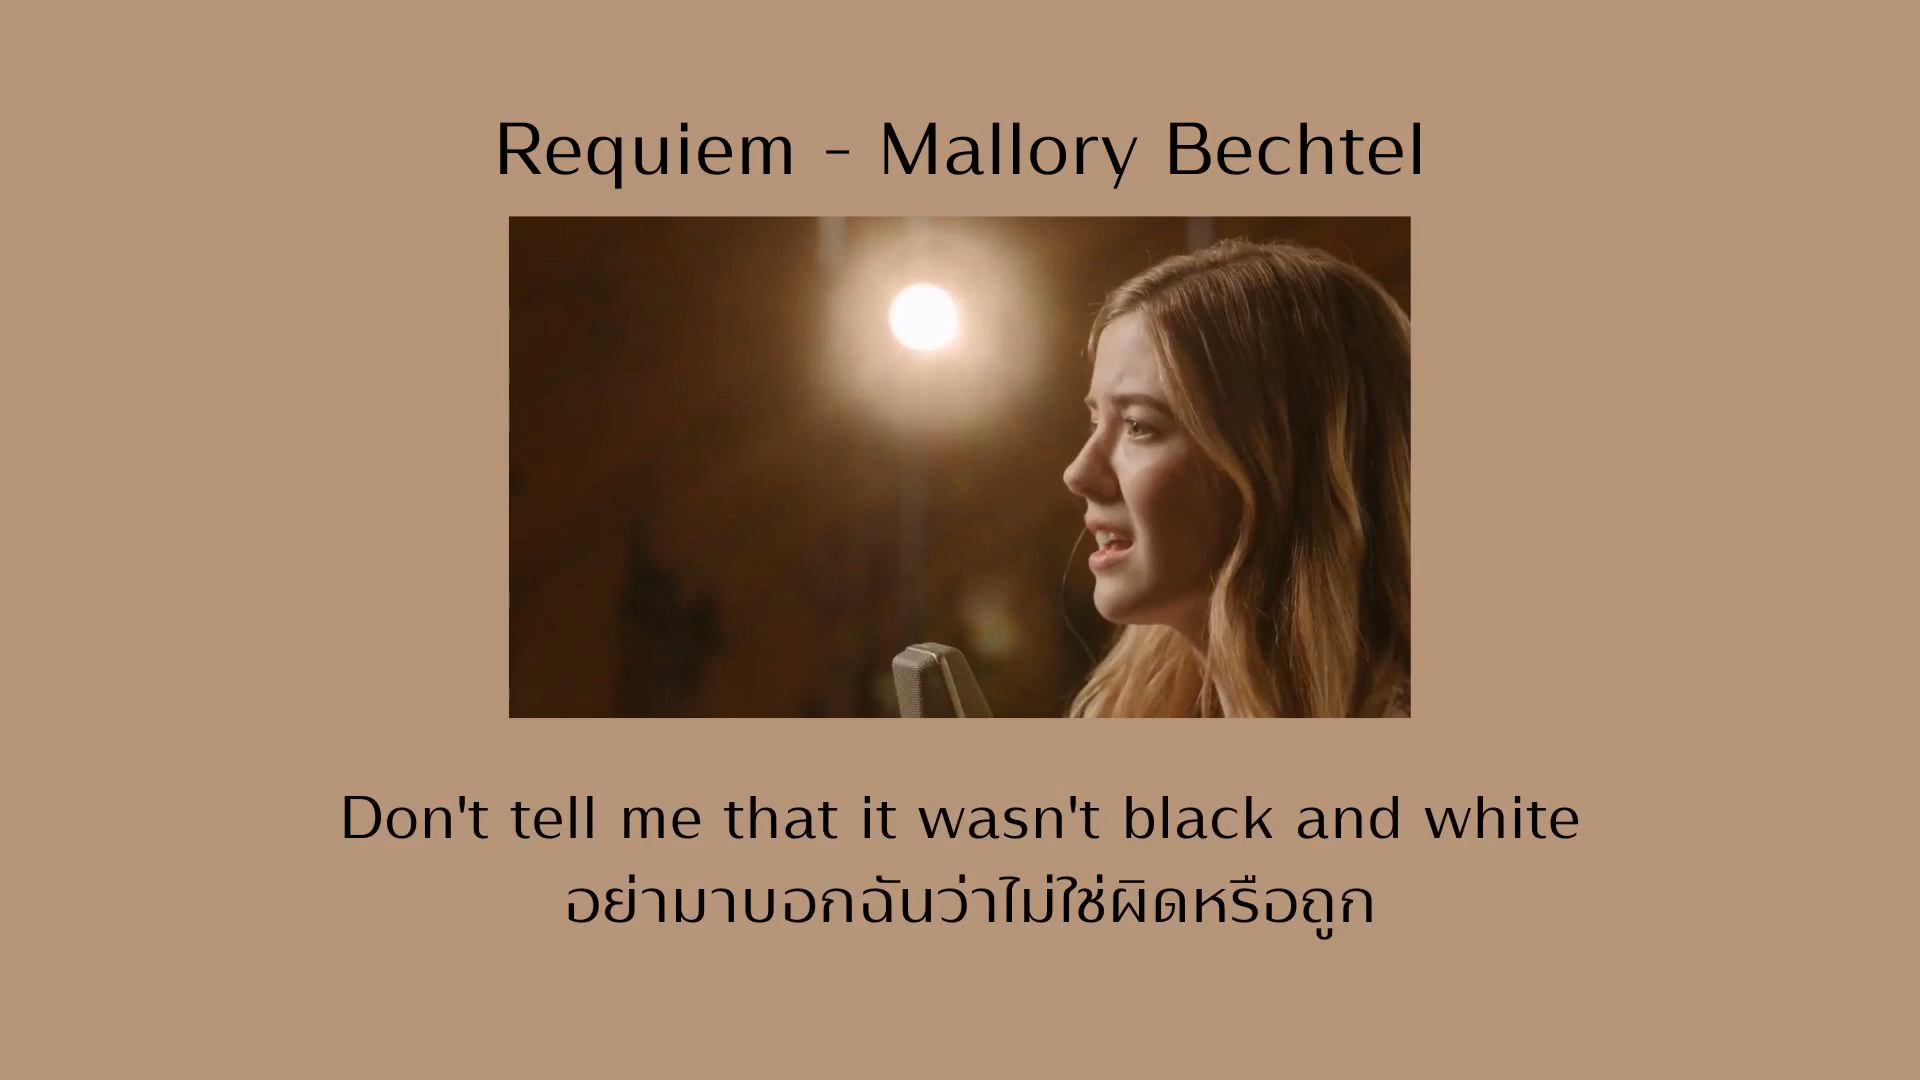 Requiem - Mallory Bechtel
Don't tell me that it wasn't black and white
อย่ามาบอกฉันว่าไม่ใช่ผิดหรือถูก